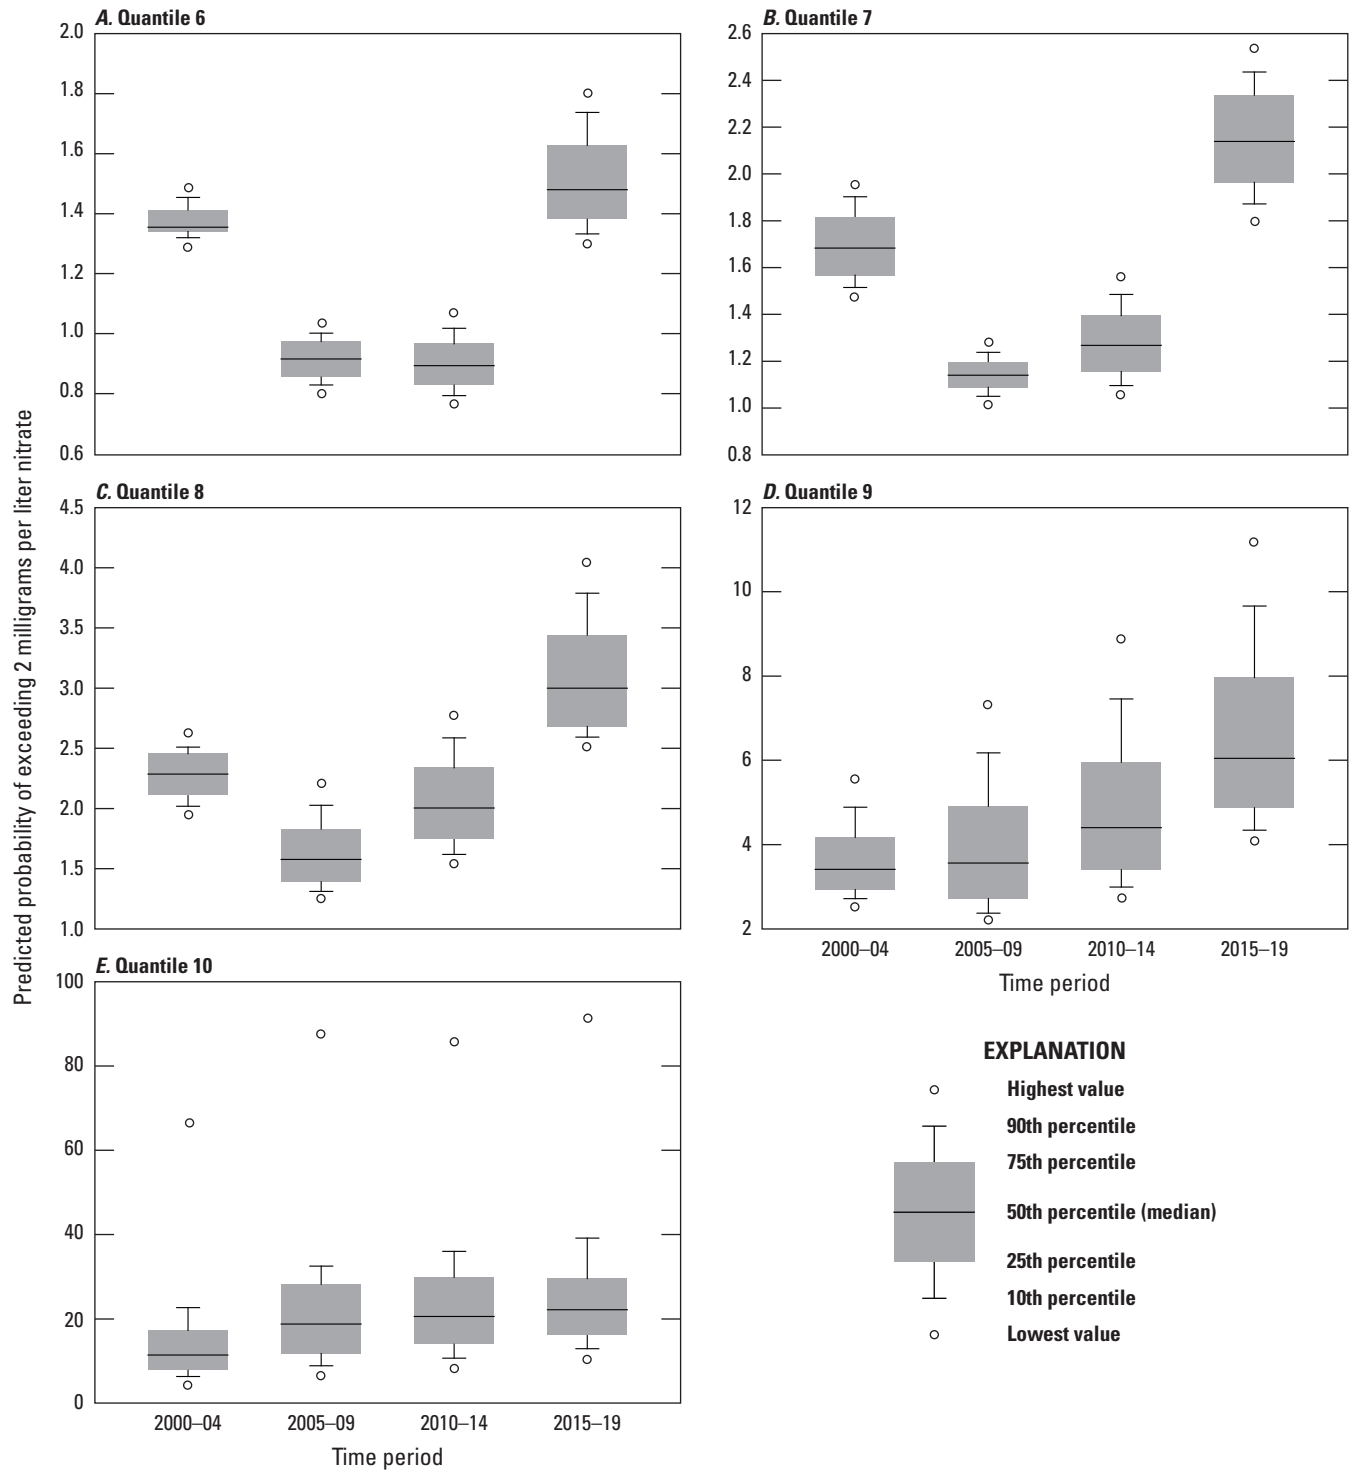 A. Quantile 6
2.0
1.8
1.6
1.4
1.2
1.0
0.8
0.6
B. Quantile 7
2.6
2.4
2.2
2.0
1.8
1.6
1.4
1.2
1.0
0.8
Predicted probability of exceeding 2 milligrams per liter nitrate
C. Quantile 8
4.5
4.0
3.5
3.0
2.5
2.0
1.5
1.0
D. Quantile 9
12
10
8
6
4
2
2000–04 2005–09 2010–14 2015–19
Time period
E. Quantile 10
100
80
60
40
20
0
2000–04 2005–09 2010–14 2015–19
Time period
EXPLANATION
Highest value
90th percentile
75th percentile
50th percentile (median)
25th percentile
10th percentile
Lowest value